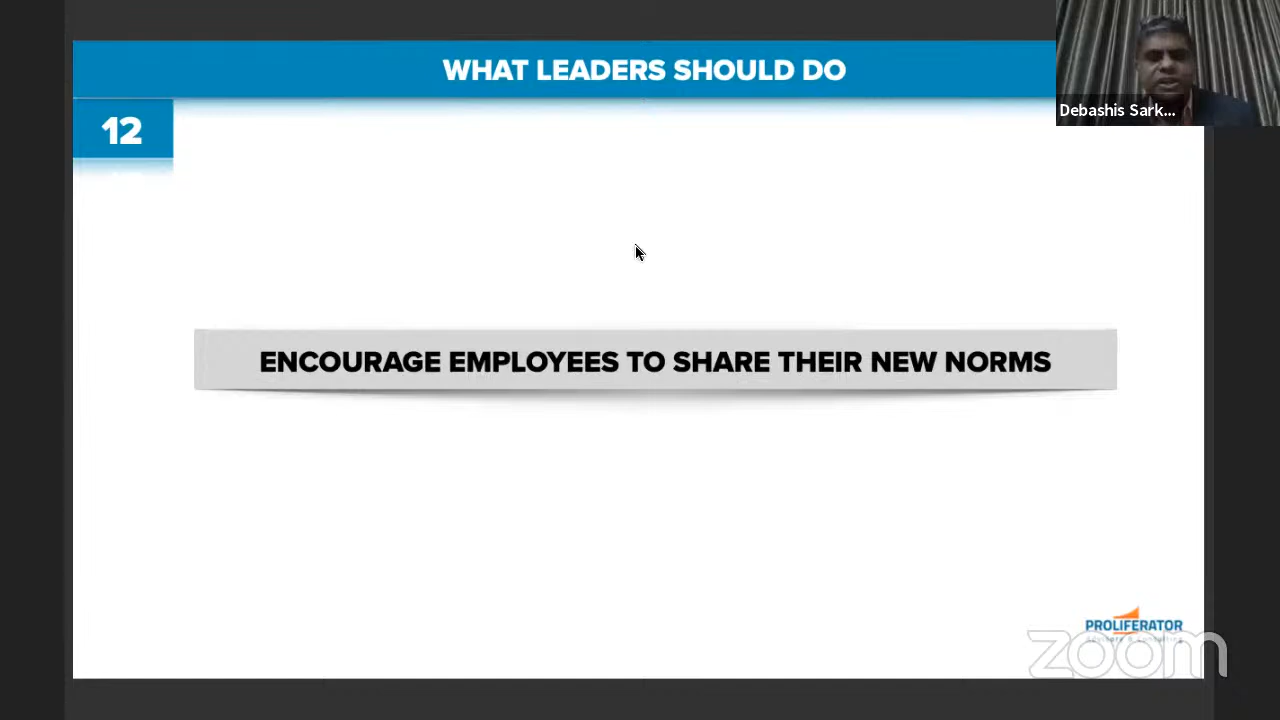 WHAT LEADERS SHOULD DO
Debashis Sark...
12
ENCOURAGE EMPLOYEES TO SHARE THEIR NEW NORMS
PROLIFERATOR
zoom